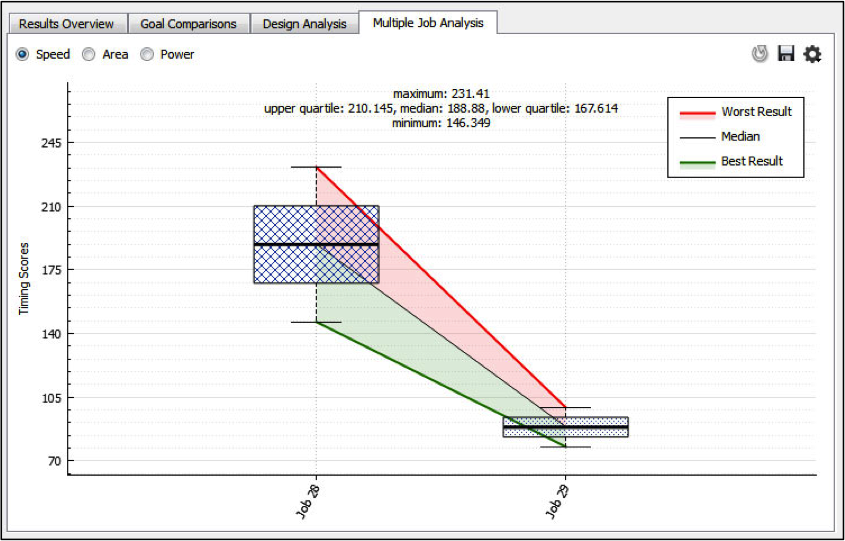 Results Overview Goal Comparisons Design Analysis Multiple Job Analysis
Speed Area Power
maximum: 231.41
upper quartile: 210.145, median: 188.88, lower quartile: 167.614
minimum: 146.349
Worst Result
Median
Best Result
Timing Scores
245
210
175
140
105
70
Job 28
Job 29